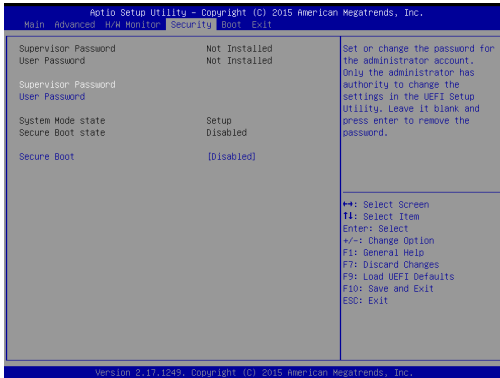 Aptio Setup Utility - Copyright (C) 2015 American Megatrends, Inc.
Main Advanced H/W Monitor Security Boot Exit
Supervisor Password Not Installed
User Password Not Installed
Supervisor Password
User Password
System Mode state Setup
Secure Boot state Disabled
Secure Boot [Disabled]
Set or change the password for
the administrator account.
Only the administrator has
authority to change the
settings in the UEFI Setup
Utility. Leave it blank and
press enter to remove the
password.
↔: Select Screen
↑↓: Select Item
Enter: Select
+/-: Change Option
F1: General Help
F7: Discard Changes
F9: Load UEFI Defaults
F10: Save and Exit
ESC: Exit
Version 2.17.1249. Copyright (C) 2015 American Megatrends, Inc.